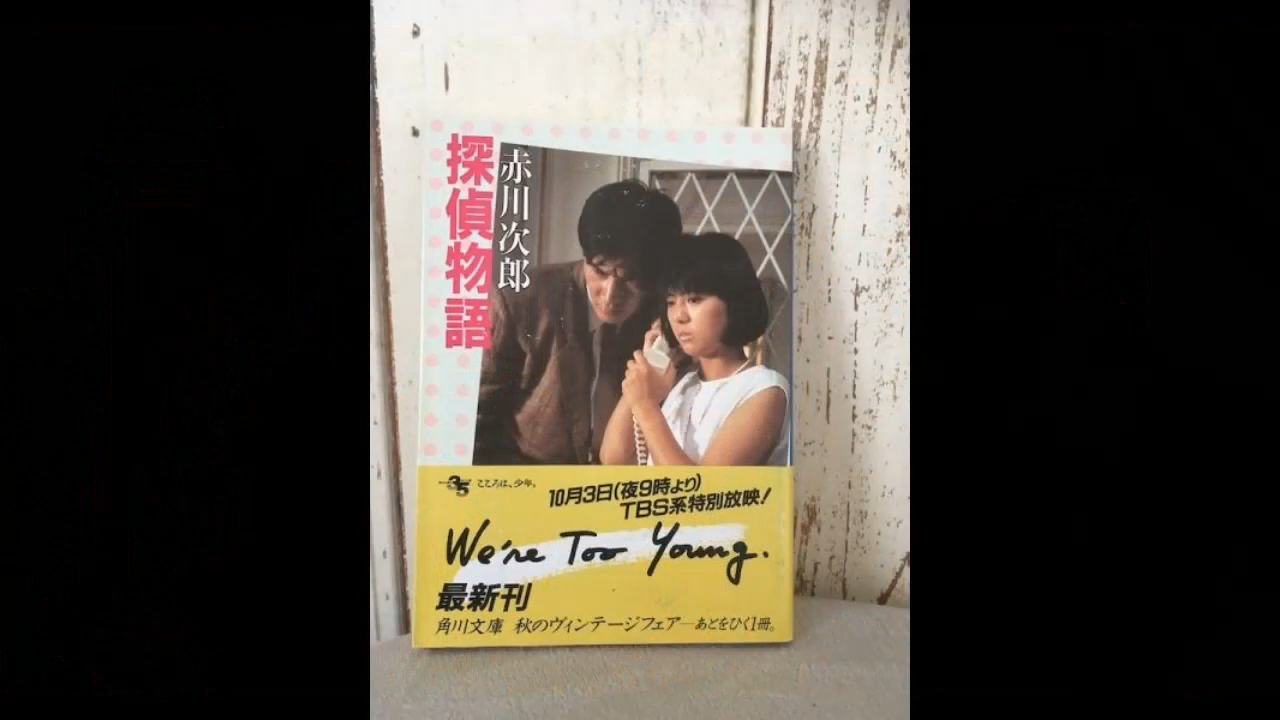 探偵物語
赤川次郎
35 こころは、少年。
10月3日(夜9時より)
TBS系特別放映!
We're Too Young.
最新刊
角川文庫 秋のヴィンテージフェア—あとをひく1冊。